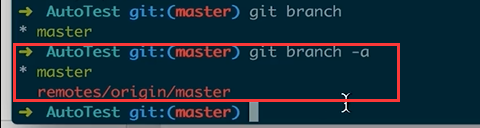 ➜ AutoTest git:(master) git branch
* master
➜ AutoTest git:(master) git branch -a
* master
remotes/origin/master
➜ AutoTest git:(master)